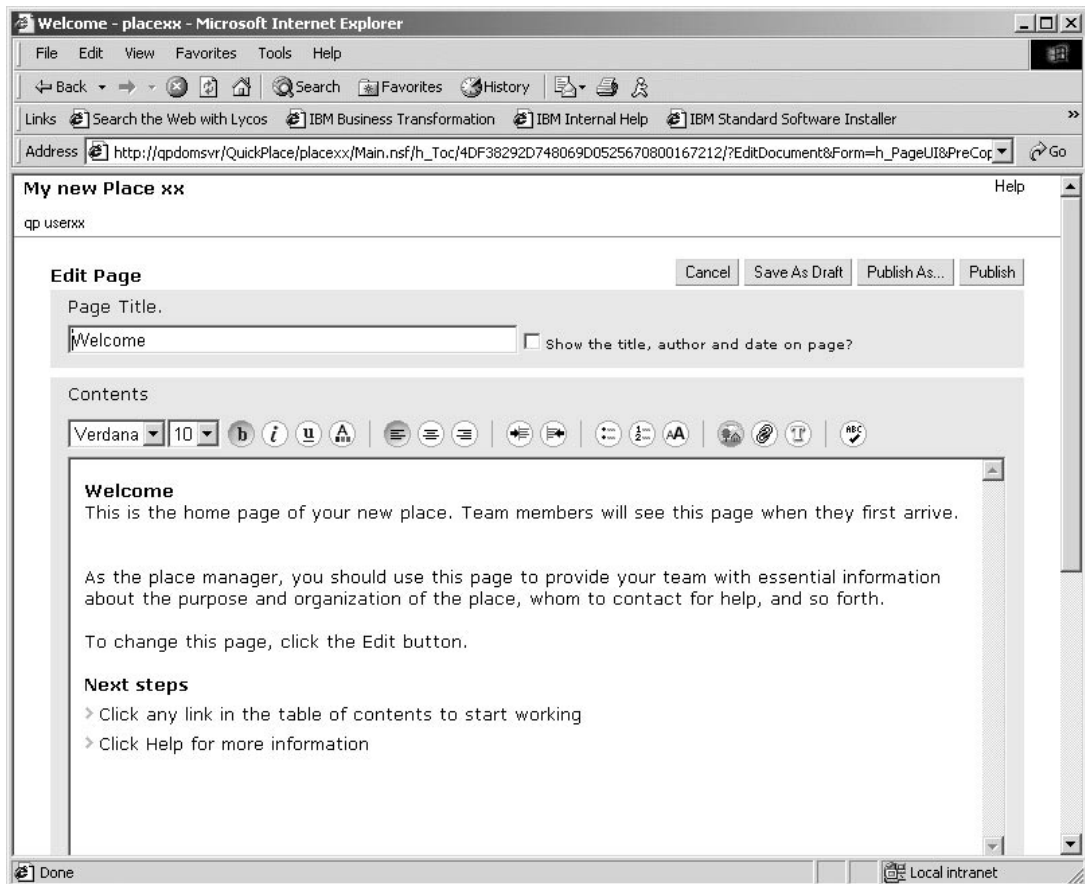 Welcome - placexx - Microsoft Internet Explorer
File Edit View Favorites Tools Help
Back Search Favorites History
Links Search the Web with Lycos IBM Business Transformation IBM Internal Help IBM Standard Software Installer »
Address http://qpdomsvr/QuickPlace/placexx/Main.nsf/h_Toc/4DF38292D748069D0525670800167212/?EditDocument&Form=h_PageUI&PreCop Go
My new Place xx Help
qp userxx
Edit Page Cancel Save As Draft Publish As... Publish
Page Title.
Welcome Show the title, author and date on page?
Contents
Verdana 10 b i u A AA T ABC
Welcome
This is the home page of your new place. Team members will see this page when they first arrive.
As the place manager, you should use this page to provide your team with essential information
about the purpose and organization of the place, whom to contact for help, and so forth.
To change this page, click the Edit button.
Next steps
> Click any link in the table of contents to start working
> Click Help for more information
Done Local intranet